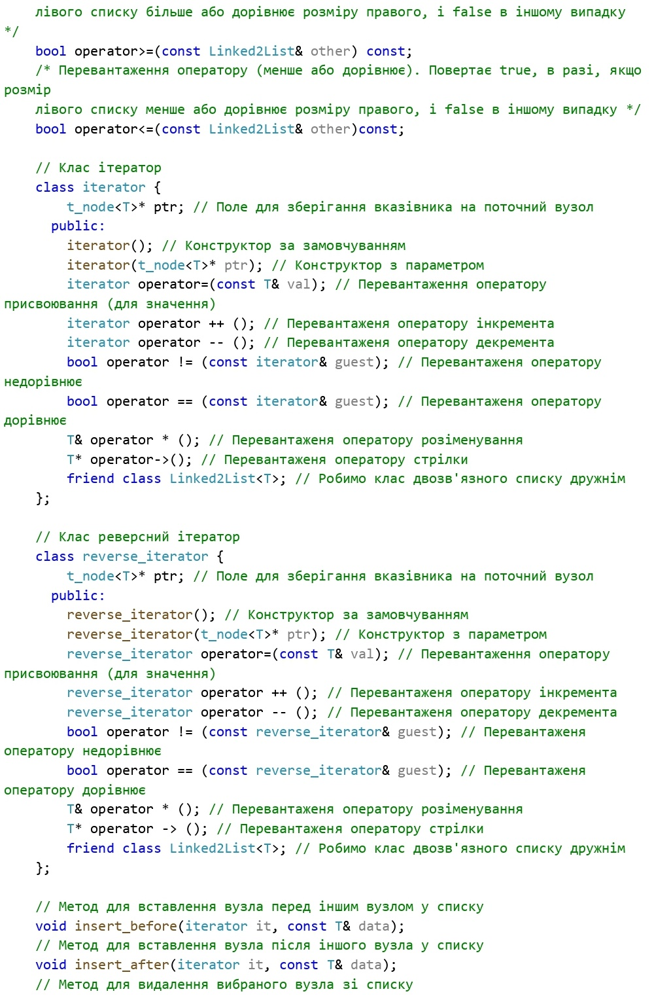 лівого списку більше або дорівнює розміру правого, і false в іншому випадку
*/
bool operator>=(const Linked2List& other) const;
/* Перевантаження оператору (менше або дорівнює). Повертає true, в разі, якщо
розмір
лівого списку менше або дорівнює розміру правого, і false в іншому випадку */
bool operator<=(const Linked2List& other)const;

// Клас ітератор
class iterator {
t_node<T>* ptr; // Поле для зберігання вказівника на поточний вузол
public:
iterator(); // Конструктор за замовчуванням
iterator(t_node<T>* ptr); // Конструктор з параметром
iterator operator=(const T& val); // Перевантаження оператору
присвоювання (для значення)
iterator operator ++ (); // Перевантаженя оператору інкремента
iterator operator -- (); // Перевантаженя оператору декремента
bool operator != (const iterator& guest); // Перевантаженя оператору
недорівнює
bool operator == (const iterator& guest); // Перевантаженя оператору
дорівнює
T& operator * (); // Перевантаженя оператору розіменування
T* operator->(); // Перевантаженя оператору стрілки
friend class Linked2List<T>; // Робимо клас двозв'язного списку дружнім
};

// Клас реверсний ітератор
class reverse_iterator {
t_node<T>* ptr; // Поле для зберігання вказівника на поточний вузол
public:
reverse_iterator(); // Конструктор за замовчуванням
reverse_iterator(t_node<T>* ptr); // Конструктор з параметром
reverse_iterator operator=(const T& val); // Перевантаження оператору
присвоювання (для значення)
reverse_iterator operator ++ (); // Перевантаженя оператору інкремента
reverse_iterator operator -- (); // Перевантаженя оператору декремента
bool operator != (const reverse_iterator& guest); // Перевантаженя
оператору недорівнює
bool operator == (const reverse_iterator& guest); // Перевантаженя
оператору дорівнює
T& operator * (); // Перевантаженя оператору розіменування
T* operator -> (); // Перевантаженя оператору стрілки
friend class Linked2List<T>; // Робимо клас двозв'язного списку дружнім
};

// Метод для вставлення вузла перед іншим вузлом у списку
void insert_before(iterator it, const T& data);
// Метод для вставлення вузла після іншого вузла у списку
void insert_after(iterator it, const T& data);
// Метод для видалення вибраного вузла зі списку